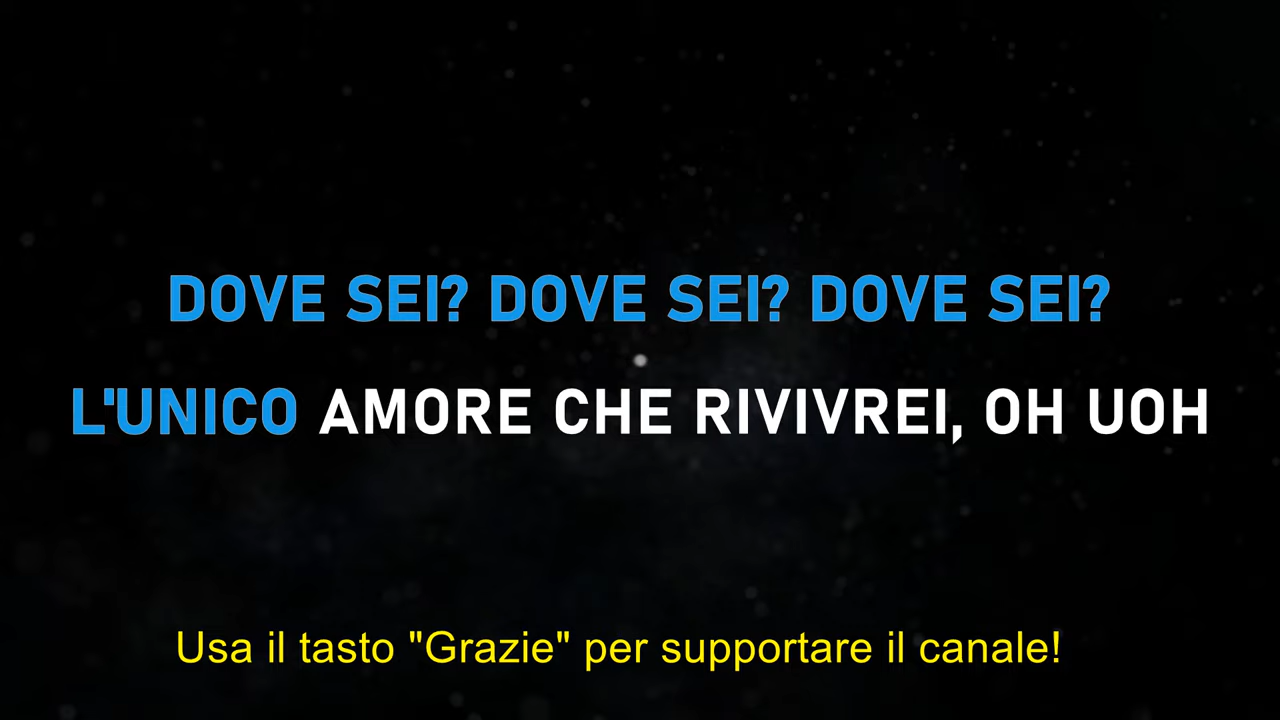 DOVE SEI? DOVE SEI? DOVE SEI?
L'UNICO AMORE CHE RIVIVREI, OH UOH
Usa il tasto "Grazie" per supportare il canale!